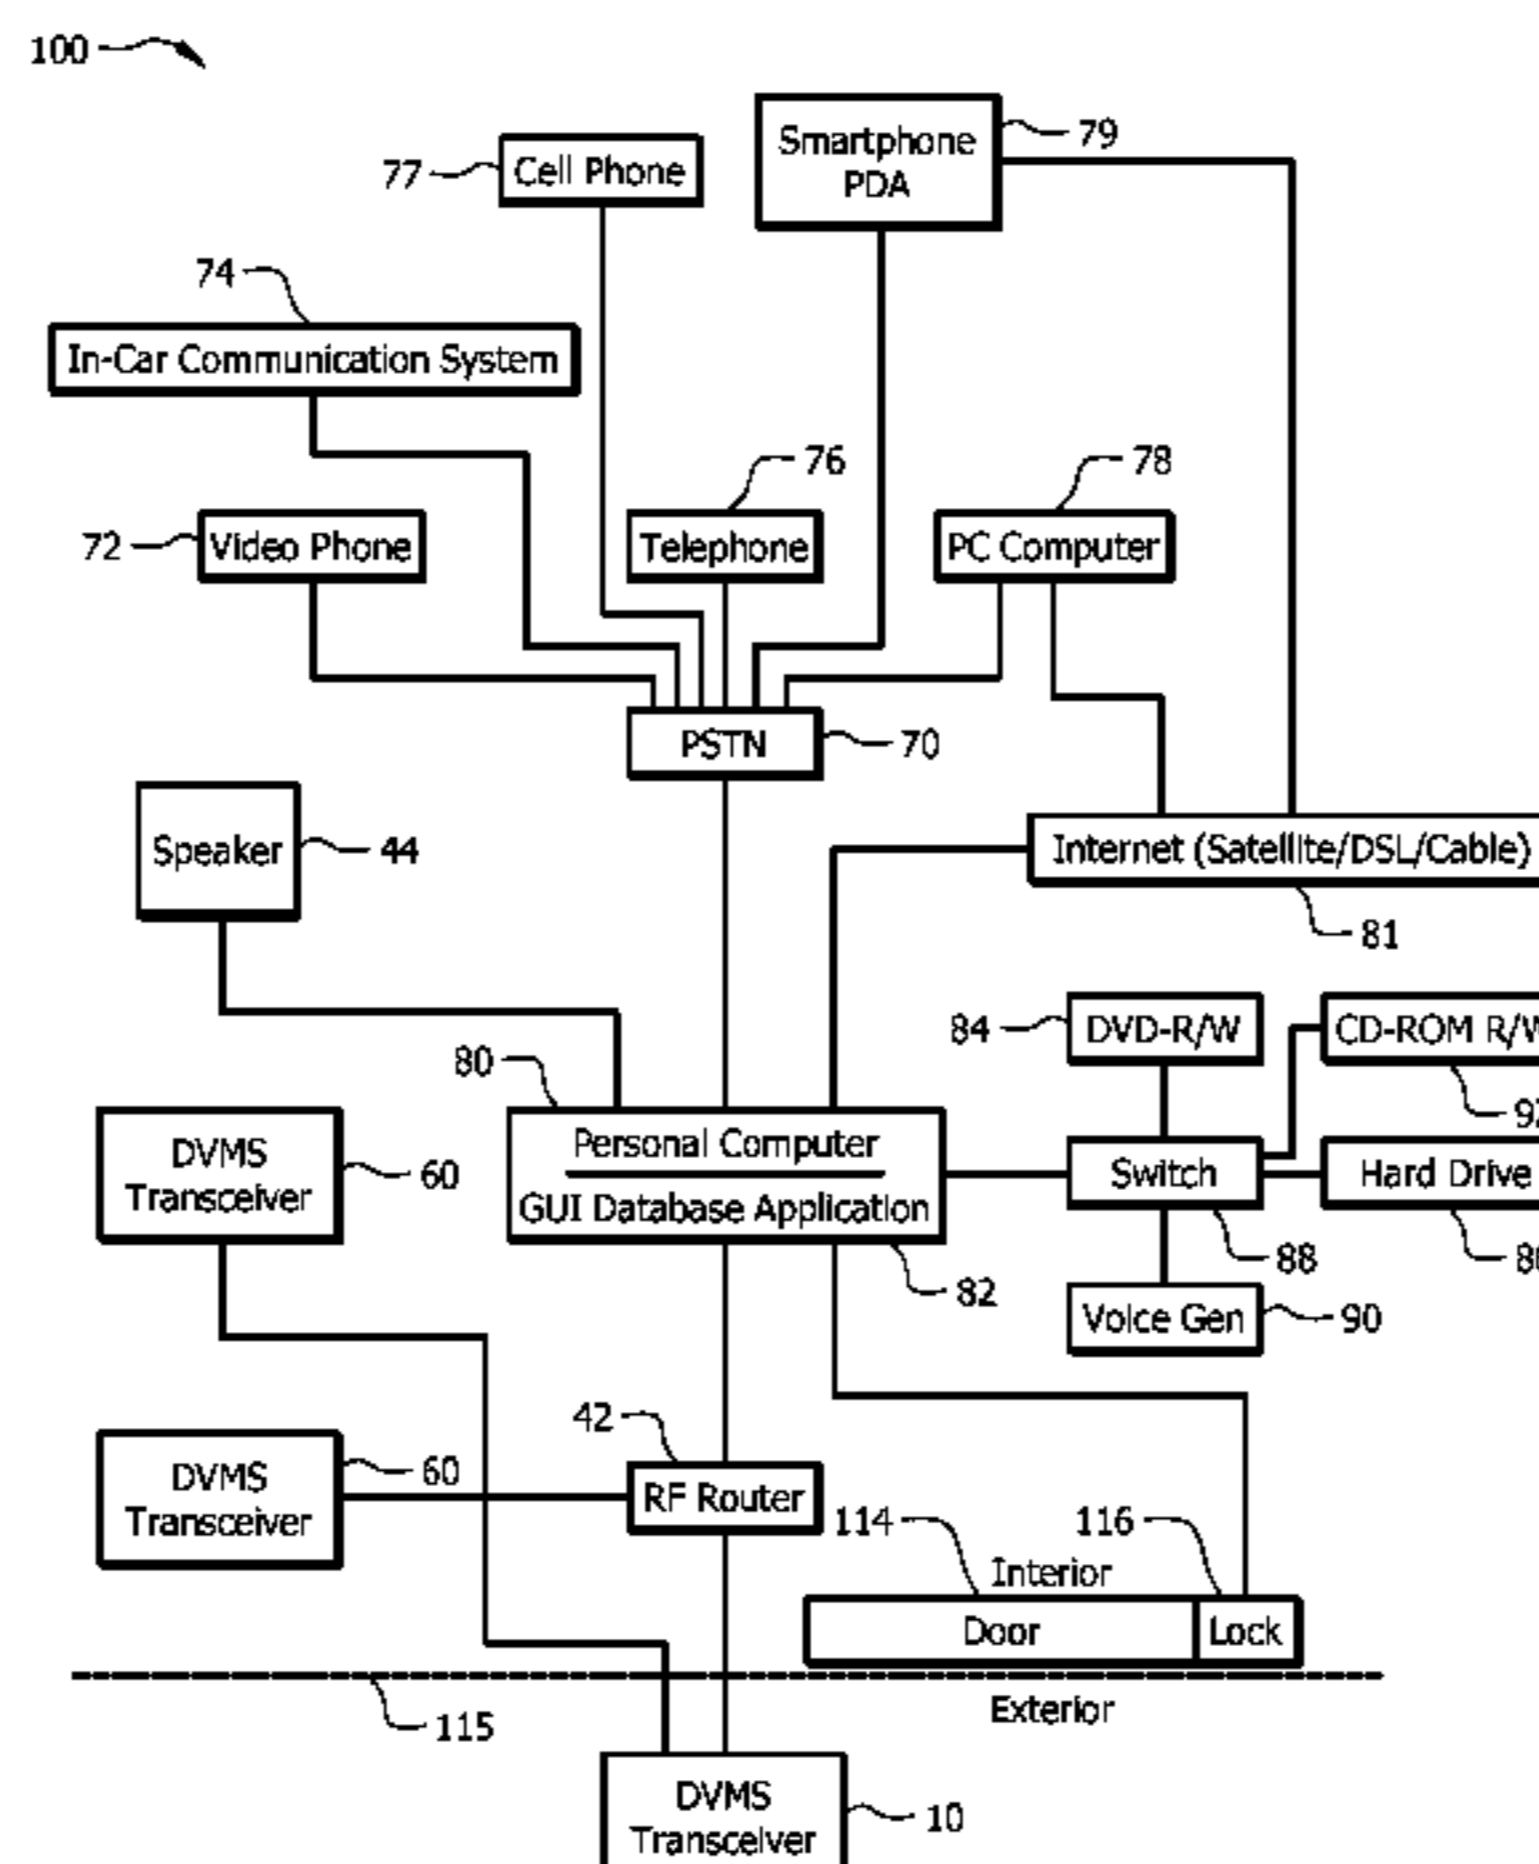 100
Smartphone
PDA
79
77
Cell Phone
74
In-Car Communication System
76
78
72
Video Phone
Telephone
PC Computer
PSTN
70
Speaker
44
Internet (Satellite/DSL/Cable)
81
84
DVD-R/W
CD-ROM R/W
80
DVMS
Transceiver
60
Personal Computer
GUI Database Application
Switch
Hard Drive
88
82
Voice Gen
90
42
DVMS
Transceiver
60
RF Router
114
116
Interior
Door
Lock
Exterior
115
DVMS
Transceiver
10